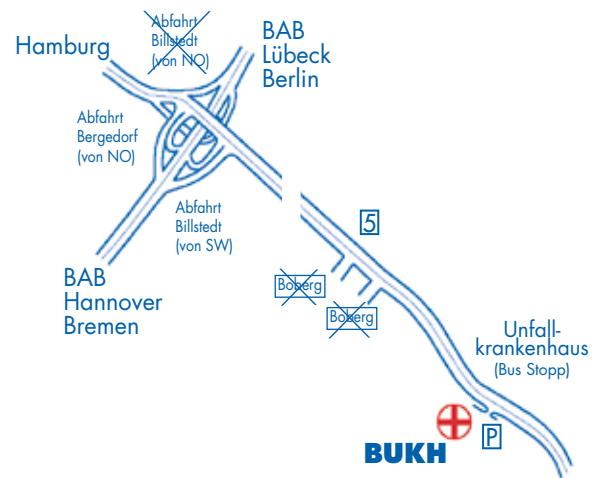 Abfahrt
Billstedt
(von NO)
Hamburg
BAB
Lübeck
Berlin
Abfahrt
Bergedorf
(von NO)
Abfahrt
Billstedt
(von SW)
5
BAB
Hannover
Bremen
Boberg
Boberg
Unfall-
krankenhaus
(Bus Stopp)
P
BUKH